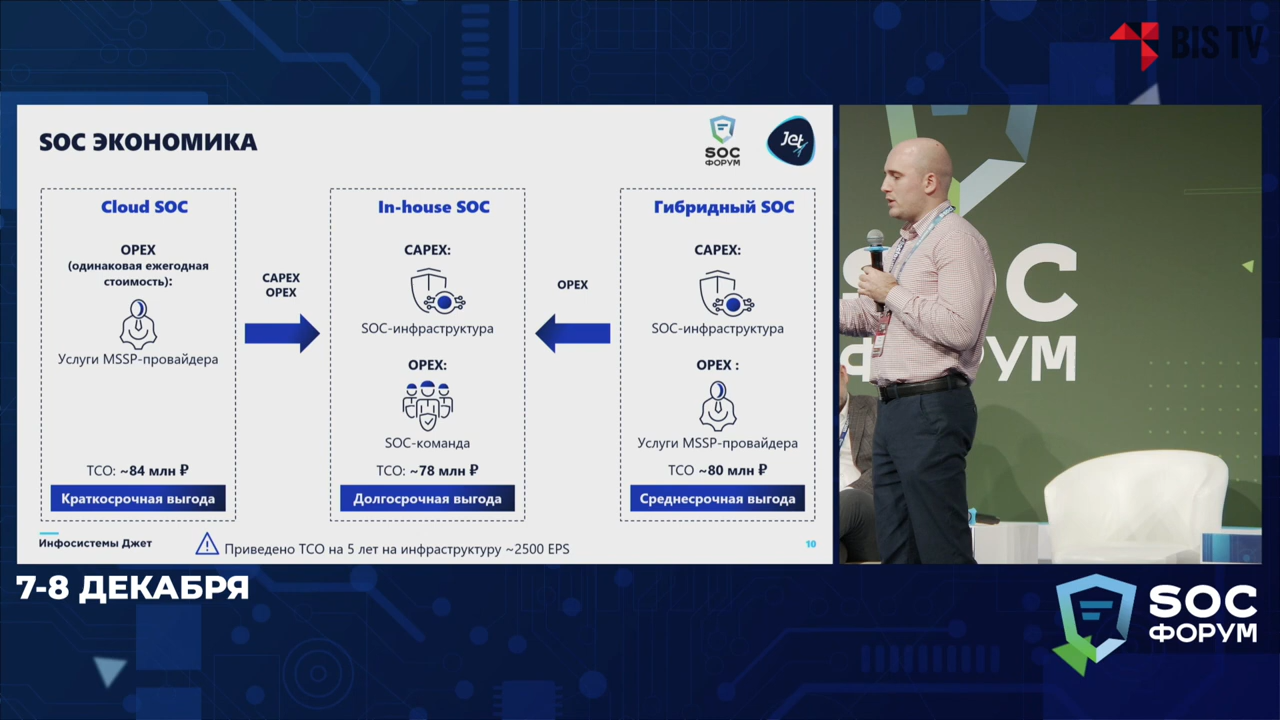 BIS TV
SOC ЭКОНОМИКА
SOC
ФОРУМ
Jet
Cloud SOC
OPEX
(одинаковая ежегодная
стоимость):
Услуги MSSP-провайдера
TCO: ~84 млн ₽
Краткосрочная выгода
CAPEX
OPEX
In-house SOC
CAPEX:
SOC-инфраструктура
OPEX:
SOC-команда
TCO: ~78 млн ₽
Долгосрочная выгода
OPEX
Гибридный SOC
CAPEX:
SOC-инфраструктура
OPEX :
Услуги MSSP-провайдера
TCO ~80 млн ₽
Среднесрочная выгода
Инфосистемы Джет
Приведено TCO на 5 лет на инфраструктуру ~2500 EPS
10
SOC
ФОРУМ
7-8 ДЕКАБРЯ
SOC
ФОРУМ